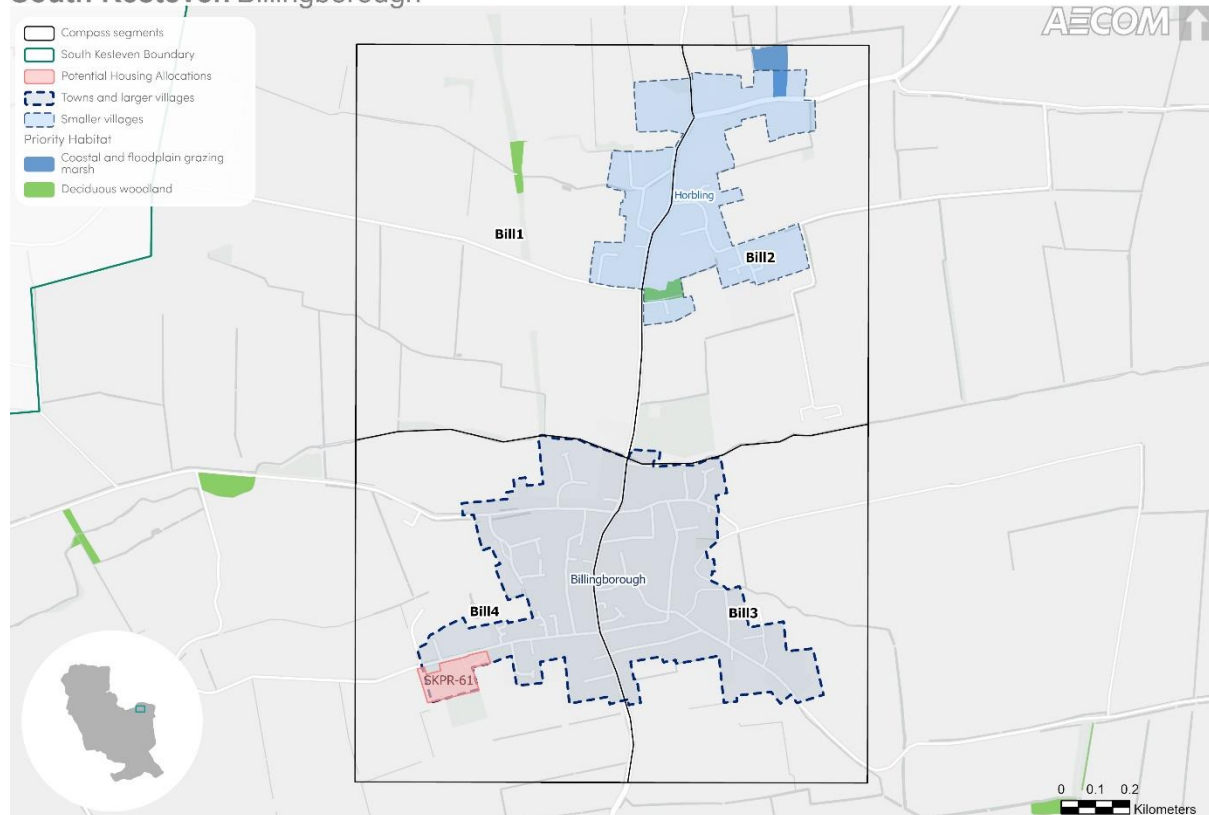 South Kesteven Billingborough
Compass segments
South Kesteven Boundary
Potential Housing Allocations
Towns and larger villages
Smaller villages
Priority Habitat
Coastal and floodplain grazing
marsh
Deciduous woodland
AECOM
Horbling
Bill1
Bill2
Billingborough
Bill4
Bill3
SKPR-61
0 0.1 0.2
Kilometers